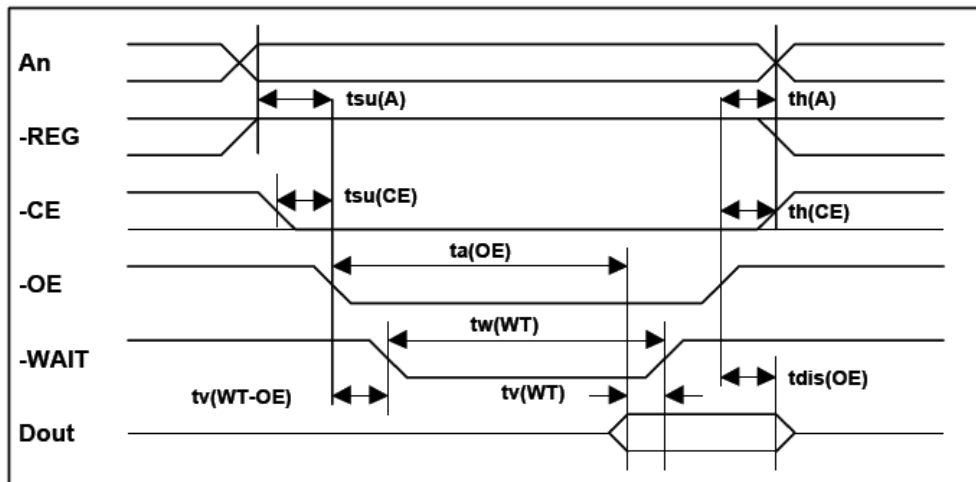 An
tsu(A) th(A)
-REG
tsu(CE)
-CE th(CE)
ta(OE)
-OE
tw(WT)
-WAIT
tv(WT-OE) tv(WT) tdis(OE)
Dout